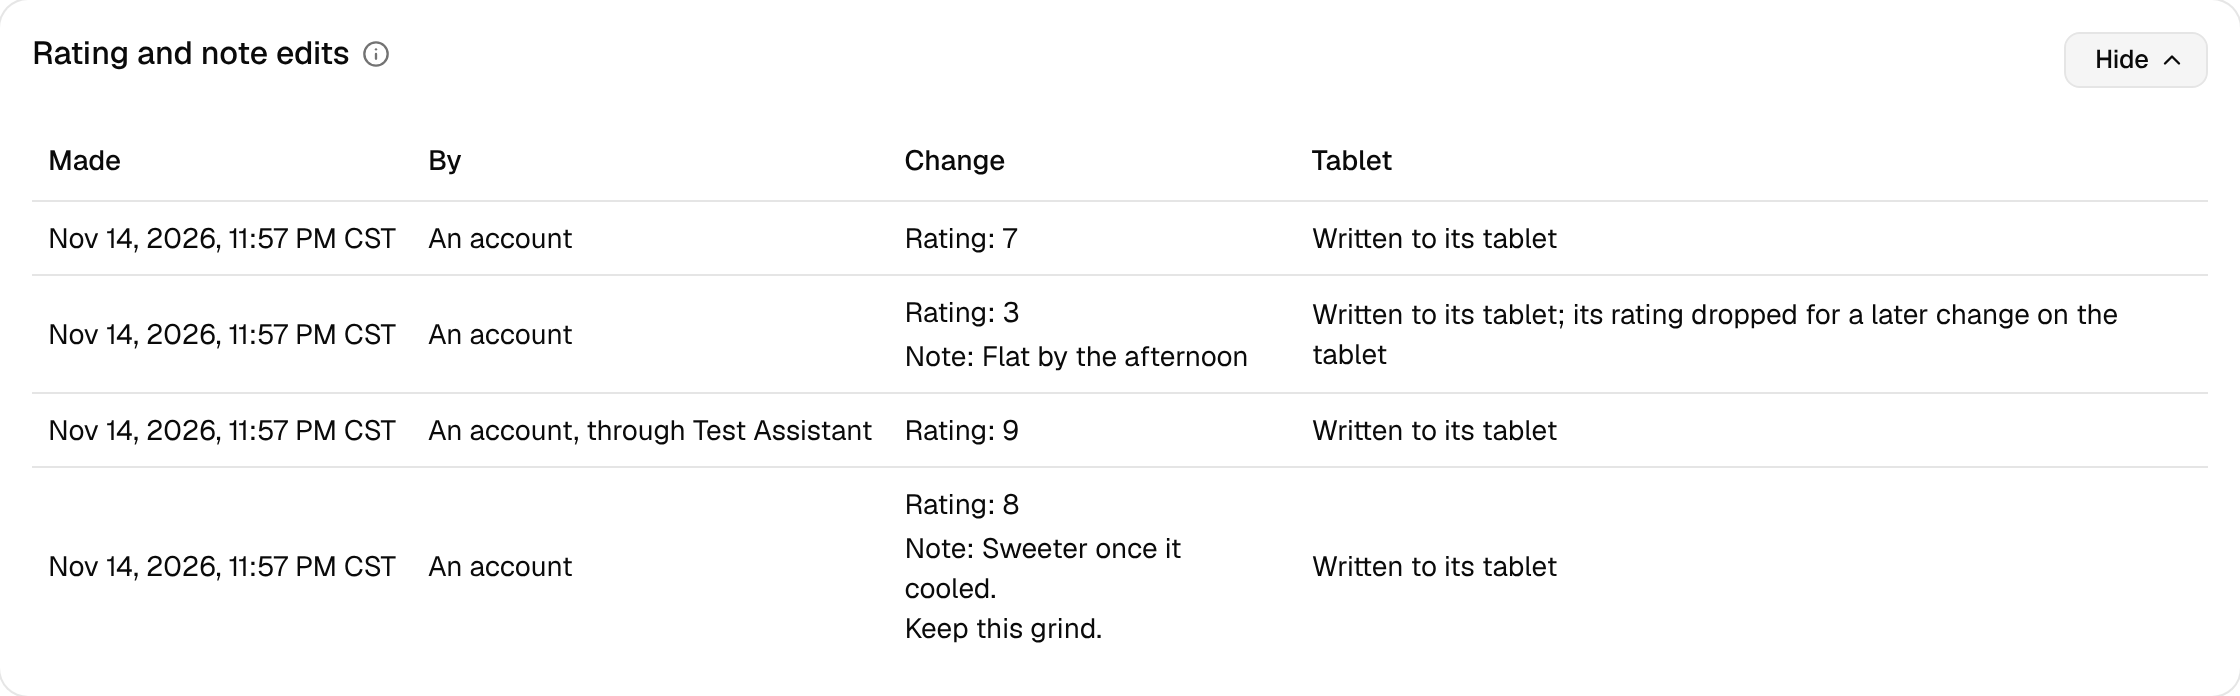 Rating and note edits
Hide
Made By Change Tablet
Nov 14, 2026, 11:57 PM CST An account Rating: 7 Written to its tablet
Nov 14, 2026, 11:57 PM CST An account Rating: 3
Note: Flat by the afternoon
Written to its tablet; its rating dropped for a later change on the
tablet
Nov 14, 2026, 11:57 PM CST An account, through Test Assistant Rating: 9 Written to its tablet
Nov 14, 2026, 11:57 PM CST An account Rating: 8
Note: Sweeter once it
cooled.
Keep this grind.
Written to its tablet